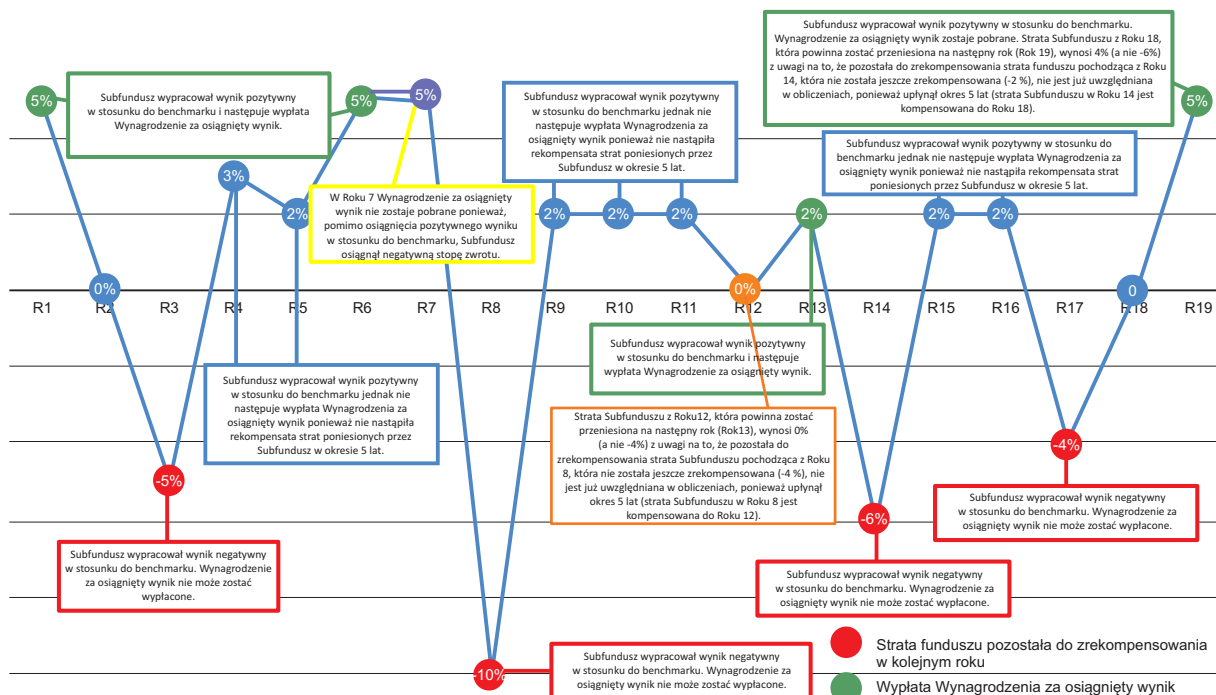 Subfundusz wypracował wynik pozytywny w stosunku do benchmarku.
Wynagrodzenie za osiągnięty wynik zostaje pobrane. Strata Subfunduszu z Roku 18,
która powinna zostać przeniesiona na następny rok (Rok 19), wynosi 4% (a nie -6%)
z uwagi na to, że pozostała do zrekompensowania strata funduszu pochodząca z Roku
14, która nie została jeszcze zrekompensowana (-2 %), nie jest już uwzględniana
w obliczeniach, ponieważ upłynął okres 5 lat (strata Subfunduszu w Roku 14 jest
kompensowana do Roku 18).
5%
Subfundusz wypracował wynik pozytywny
w stosunku do benchmarku i następuje wypłata
Wynagrodzenie za osiągnięty wynik.
5%
5%
Subfundusz wypracował wynik pozytywny
w stosunku do benchmarku jednak nie
następuje wypłata Wynagrodzenia za
osiągnięty wynik ponieważ nie nastąpiła
rekompensata strat poniesionych przez
Subfundusz w okresie 5 lat.
5%
Subfundusz wypracował wynik pozytywny w stosunku do
benchmarku jednak nie następuje wypłata Wynagrodzenia za
osiągnięty wynik ponieważ nie nastąpiła rekompensata strat
poniesionych przez Subfundusz w okresie 5 lat.
3%
2%
W Roku 7 Wynagrodzenie za osiągnięty
wynik nie zostaje pobrane ponieważ,
pomimo osiągnięcia pozytywnego wyniku
w stosunku do benchmark, Subfundusz
osiągnął negatywną stopę zwrotu.
2%
2%
2%
2%
2%
2%
0%
0%
0
R1
R2
R3
R4
R5
R6
R7
R8
R9
R10
R11
R12
R13
R14
R15
R16
R17
R18
R19
Subfundusz wypracował wynik pozytywny
w stosunku do benchmarku i następuje
wypłata Wynagrodzenie za osiągnięty wynik.
Subfundusz wypracował wynik pozytywny
w stosunku do benchmarku jednak nie
następuje wypłata Wynagrodzenia za
osiągnięty wynik ponieważ nie nastąpiła
rekompensata strat poniesionych przez
Subfundusz w okresie 5 lat.
Strata Subfunduszu z Roku12, która powinna zostać
przeniesiona na następny rok (Rok13), wynosi 0%
(a nie -4%) z uwagi na to, że pozostała do
zrekompensowania strata Subfunduszu pochodząca z Roku
8, która nie została jeszcze zrekompensowana (-4 %), nie
jest już uwzględniana w obliczeniach, ponieważ upłynął
okres 5 lat (strata Subfunduszu w Roku 8 jest
kompensowana do Roku 12).
-5%
-6%
-4%
Subfundusz wypracował wynik negatywny
w stosunku do benchmarku. Wynagrodzenie za
osiągnięty wynik nie może zostać wypłacone.
Subfundusz wypracował wynik negatywny
w stosunku do benchmarku. Wynagrodzenie
za osiągnięty wynik nie może zostać
wypłacone.
Subfundusz wypracował wynik negatywny
w stosunku do benchmarku. Wynagrodzenie za
osiągnięty wynik nie może zostać wypłacone.
-10%
Subfundusz wypracował wynik negatywny
w stosunku do benchmarku. Wynagrodzenie za
osiągnięty wynik nie może zostać wypłacone.
Strata funduszu pozostała do zrekompensowania
w kolejnym roku
Wypłata Wynagrodzenia za osiągnięty wynik